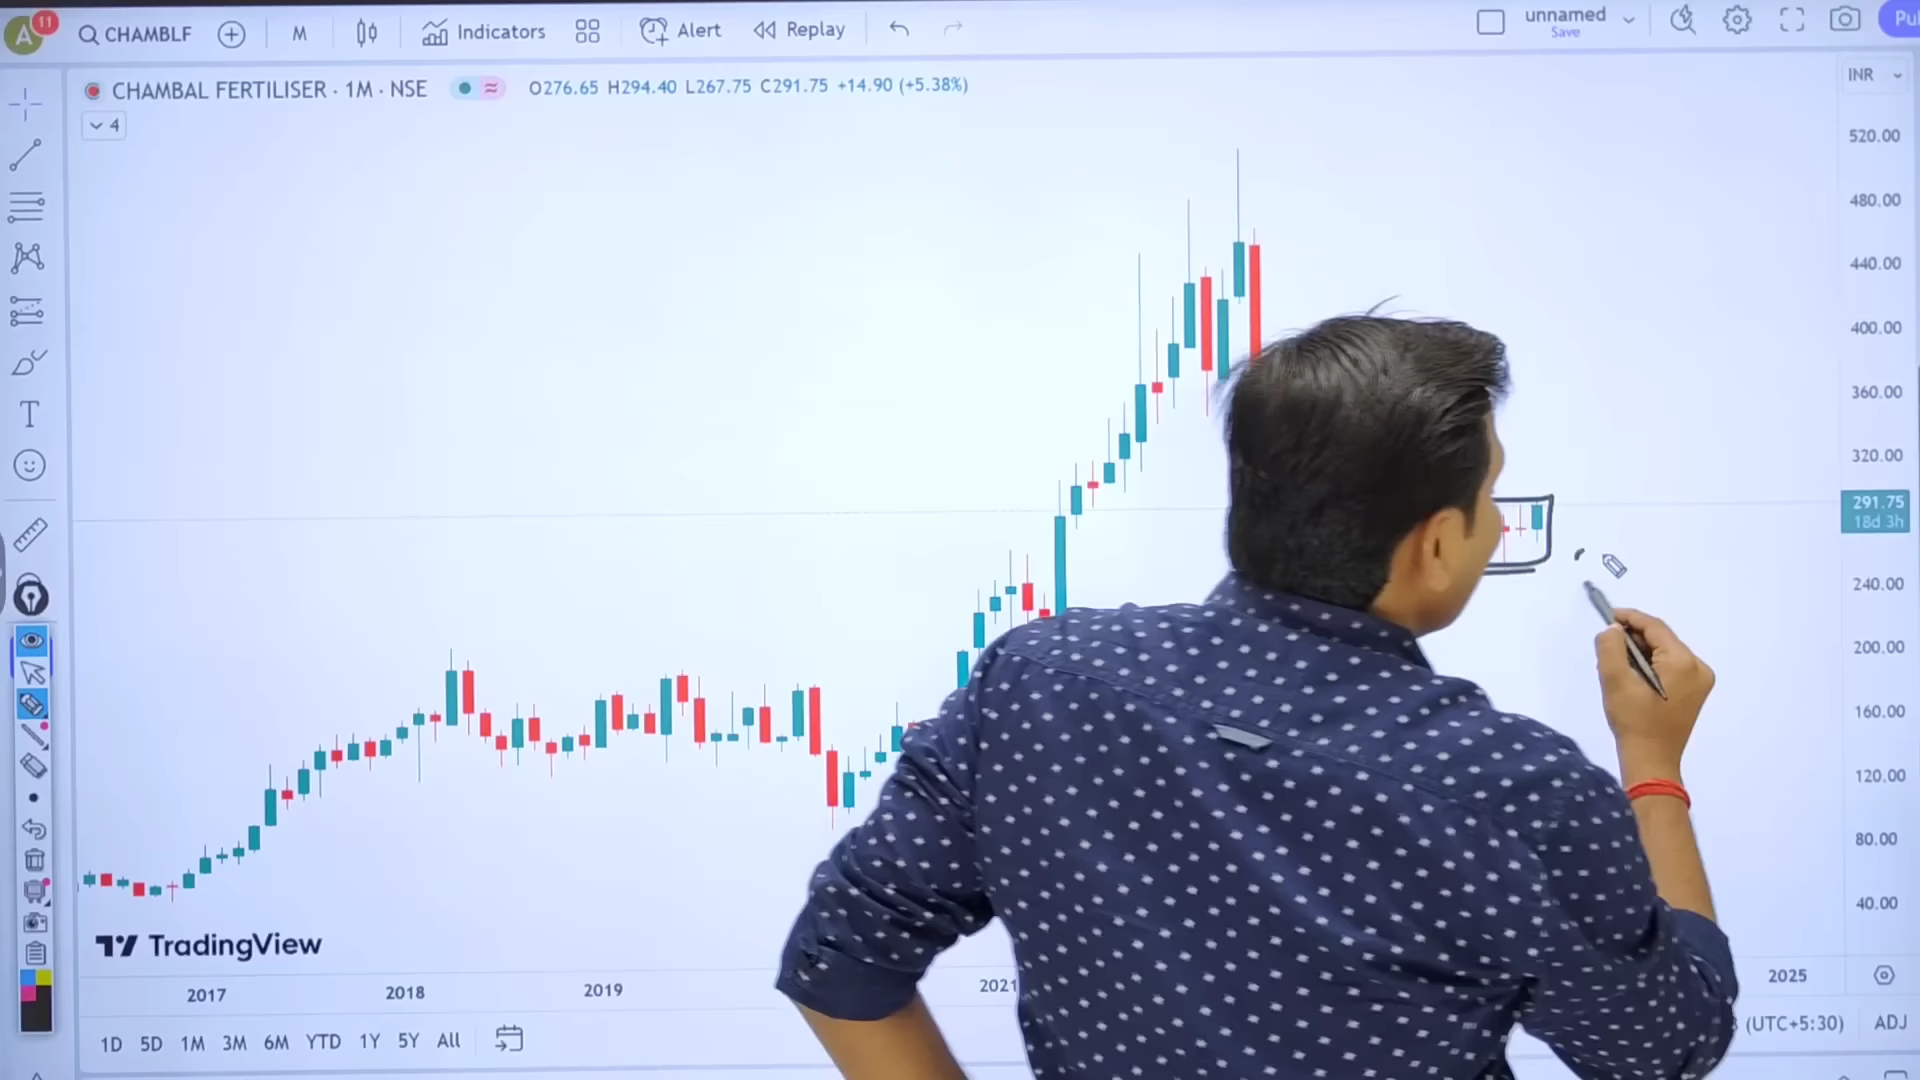 A 11 CHAMBLF M Indicators Alert Replay unnamed
Save
Pu
CHAMBAL FERTILISER · 1M · NSE O276.65 H294.40 L267.75 C291.75 +14.90 (+5.38%) INR
4
520.00
480.00
440.00
400.00
360.00
320.00
291.75
18d 3h
240.00
200.00
160.00
120.00
80.00
40.00
TradingView
2017 2018 2019 2021 2025
1D 5D 1M 3M 6M YTD 1Y 5Y All (UTC+5:30) ADJ